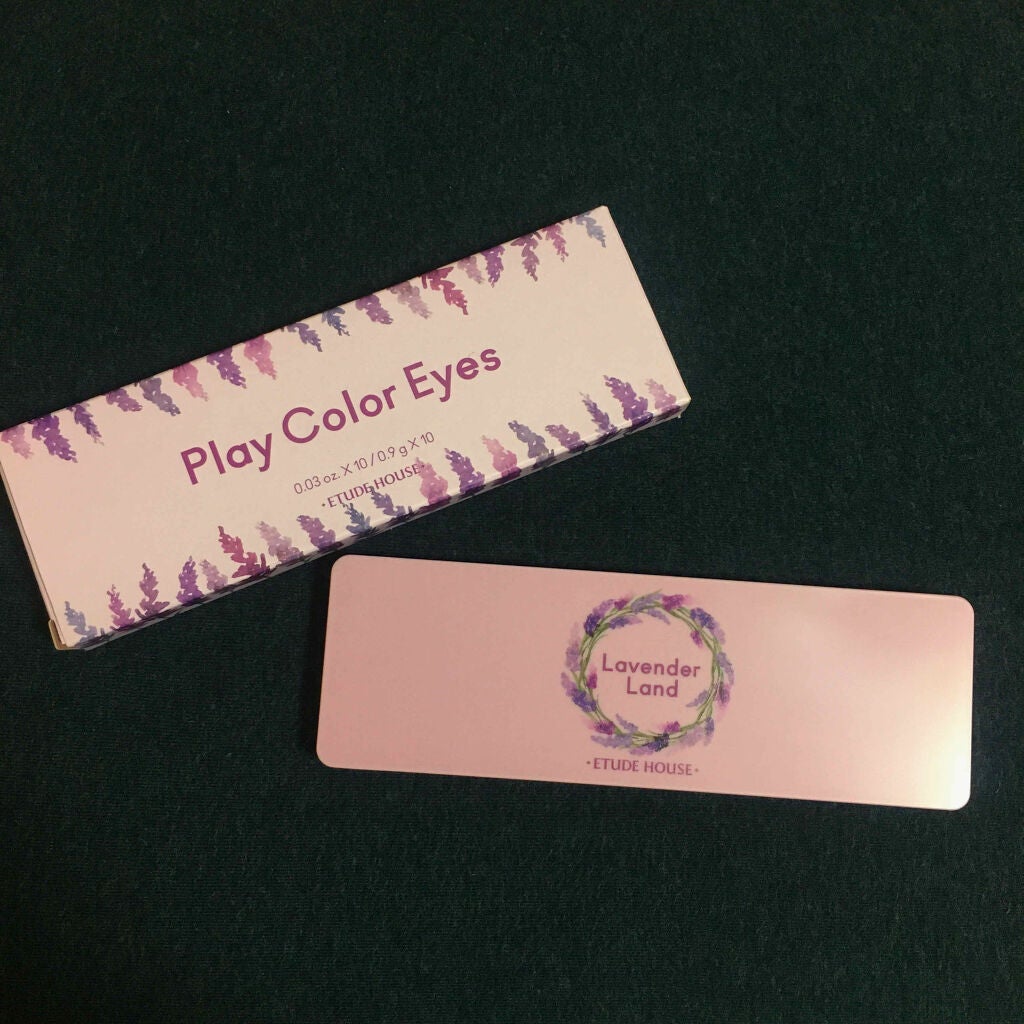 Play Color Eyes
0.03 oz. X 10 / 0.9 g X 10
•ETUDE HOUSE•
Lavender
Land
•ETUDE HOUSE•